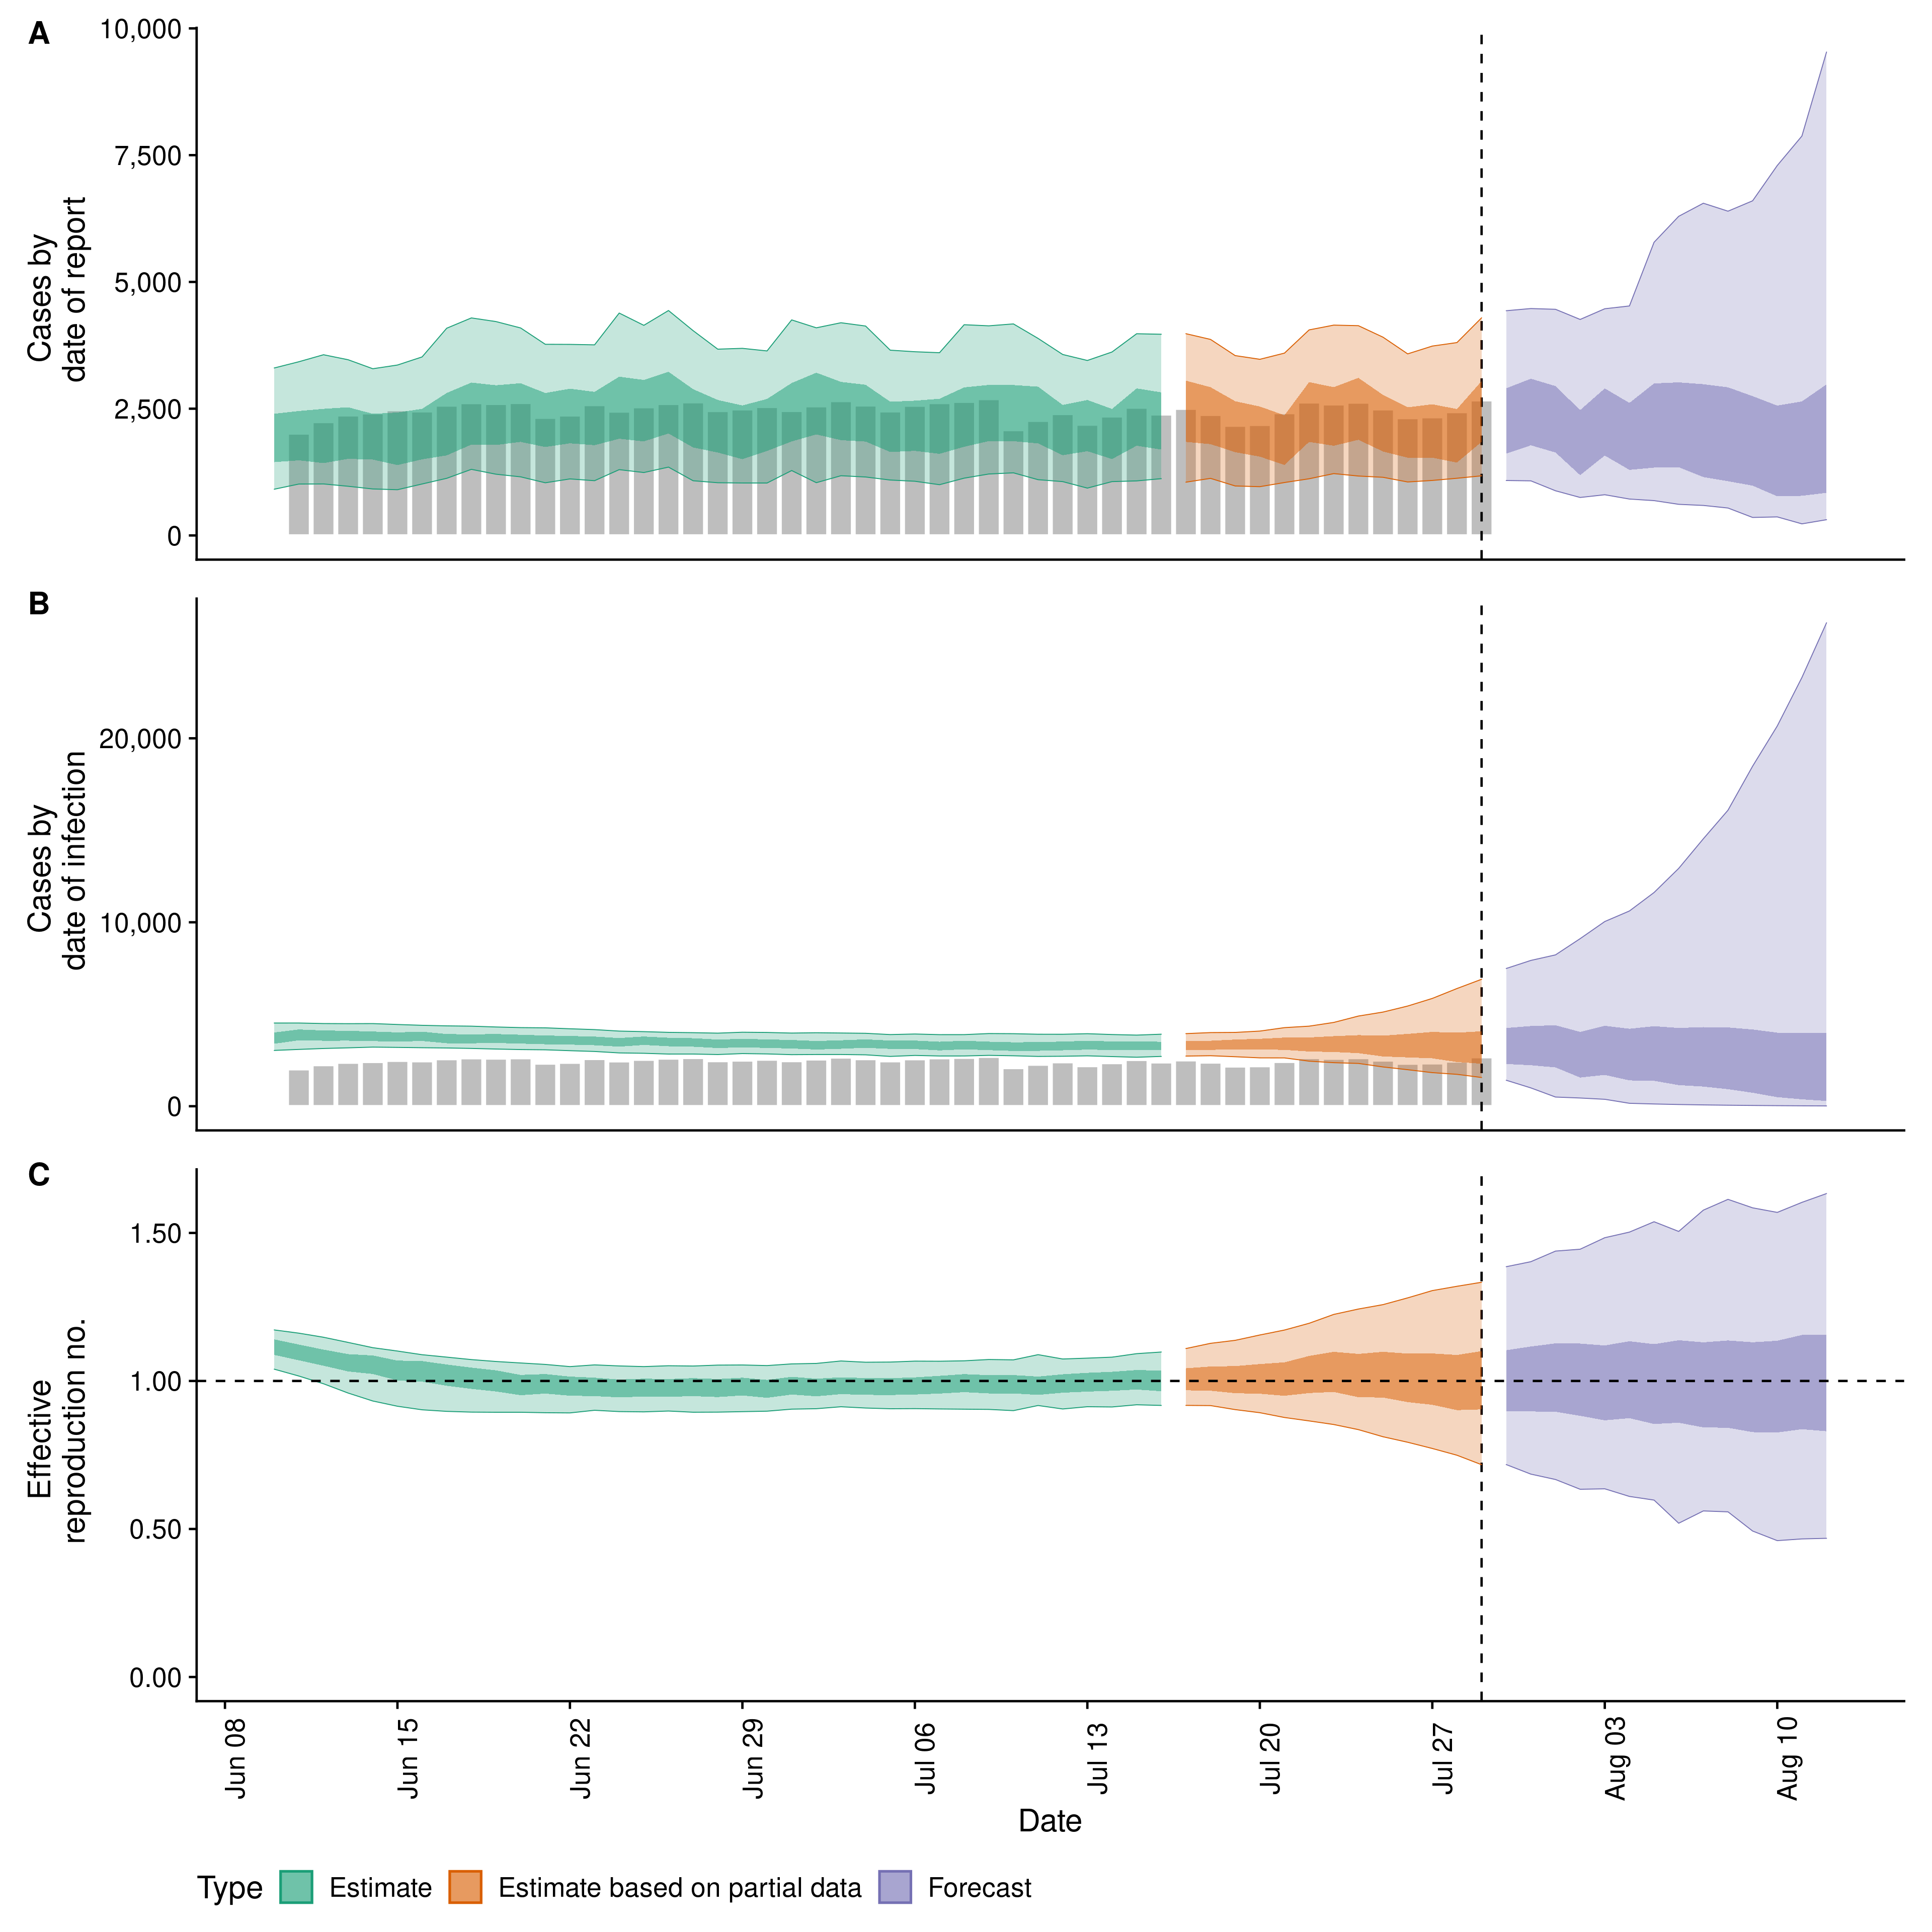 A
10,000
7,500
5,000
2,500
0
Cases by
date of report
B
20,000
10,000
0
Cases by
date of infection
C
1.50
1.00
0.50
0.00
Effective
reproduction no.
Jun 08
Jun 15
Jun 22
Jun 29
Jul 06
Jul 13
Jul 20
Jul 27
Aug 03
Aug 10
Date
Type
Estimate
Estimate based on partial data
Forecast